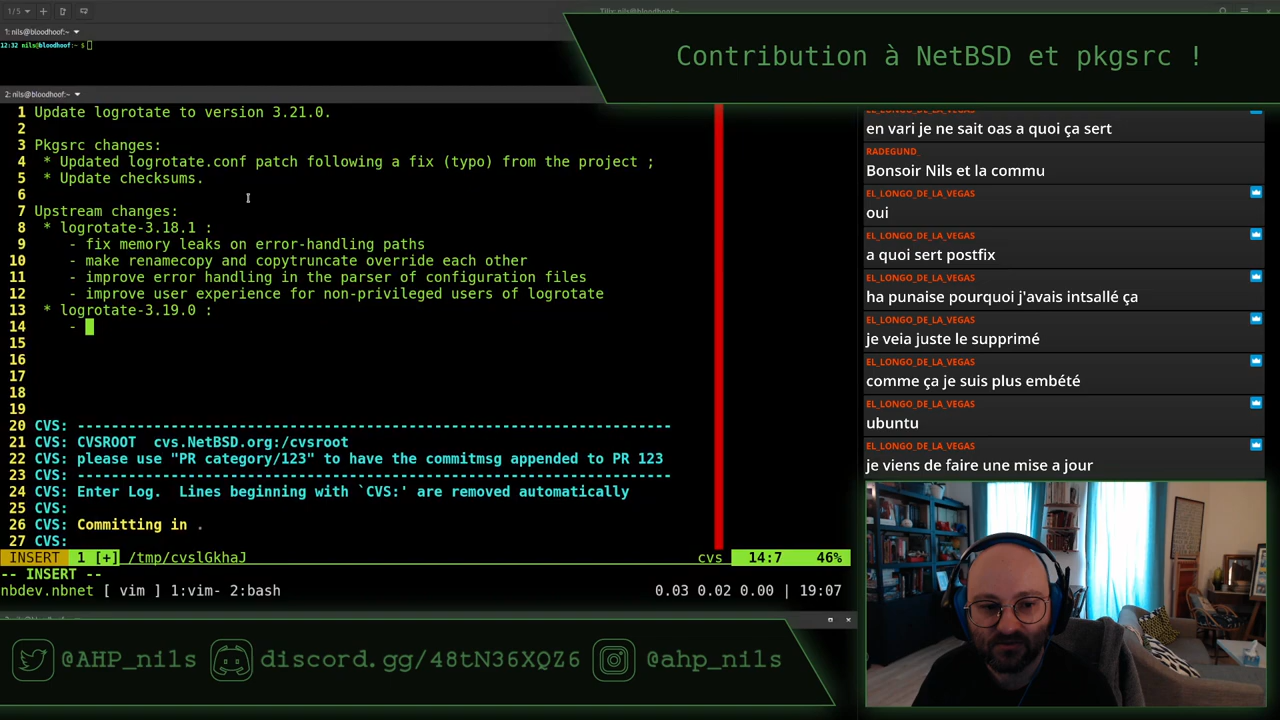 1/5
Tilix: nils@bloodhoof:~
1: nils@bloodhoof:~
12:32 nils@bloodhoof:~ $
Contribution à NetBSD et pkgsrc !
2: nils@bloodhoof:~
1 Update logrotate to version 3.21.0.
2
3 Pkgsrc changes:
4  * Updated logrotate.conf patch following a fix (typo) from the project ;
5  * Update checksums.
6
7 Upstream changes:
8  * logrotate-3.18.1 :
9     - fix memory leaks on error-handling paths
10     - make renamecopy and copytruncate override each other
11     - improve error handling in the parser of configuration files
12     - improve user experience for non-privileged users of logrotate
13  * logrotate-3.19.0 :
14     -
15
16
17
18
19
20 CVS: ----------------------------------------------------------------------
21 CVS: CVSROOT  cvs.NetBSD.org:/cvsroot
22 CVS: please use "PR category/123" to have the commitmsg appended to PR 123
23 CVS: ----------------------------------------------------------------------
24 CVS: Enter Log.  Lines beginning with `CVS:' are removed automatically
25 CVS:
26 CVS: Committing in .
27 CVS:
INSERT 1 [+] /tmp/cvslGkhaJ cvs 14:7 46%
-- INSERT --
nbdev.nbnet [ vim ] 1:vim- 2:bash 0.03 0.02 0.00 | 19:07
EL_LONGO_DE_LA_VEGAS
en vari je ne sait oas a quoi ça sert
RADEGUND_
Bonsoir Nils et la commu
EL_LONGO_DE_LA_VEGAS
oui
EL_LONGO_DE_LA_VEGAS
a quoi sert postfix
EL_LONGO_DE_LA_VEGAS
ha punaise pourquoi j'avais intsallé ça
EL_LONGO_DE_LA_VEGAS
je veia juste le supprimé
EL_LONGO_DE_LA_VEGAS
comme ça je suis plus embété
EL_LONGO_DE_LA_VEGAS
ubuntu
EL_LONGO_DE_LA_VEGAS
je viens de faire une mise a jour
@AHP_nils discord.gg/48tN36XQZ6 @ahp_nils